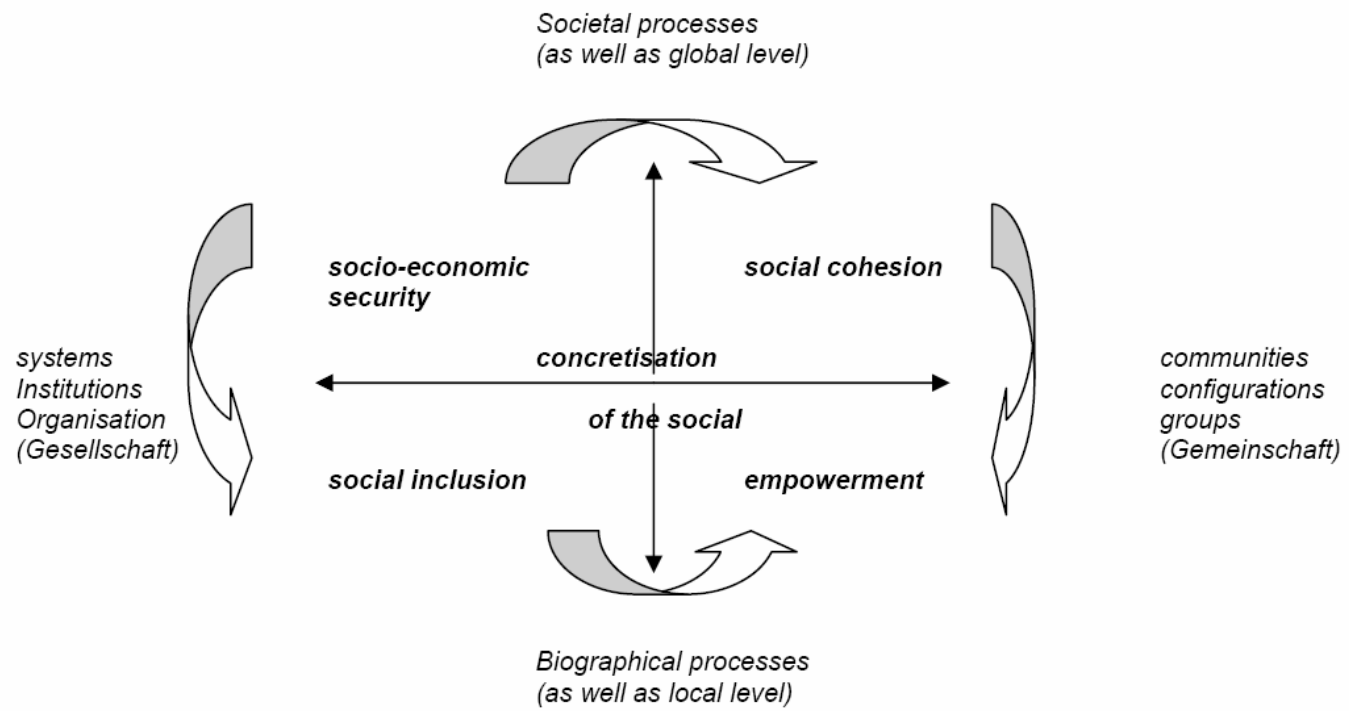 Societal processes
(as well as global level)
socio-economic
security
social cohesion
systems
Institutions
Organisation
(Gesellschaft)
concretisation
of the social
communities
configurations
groups
(Gemeinschaft)
social inclusion
empowerment
Biographical processes
(as well as local level)